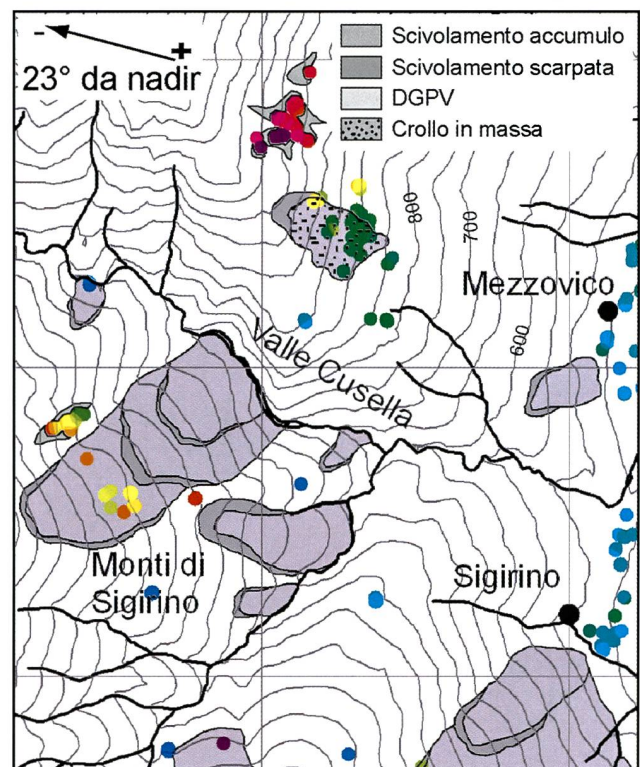 -
+
23° da nadir
Scivolamento accumulo
Scivolamento scarpata
DGPV
Crollo in massa
800
700
600
Mezzovico
Valle Cusella
Monti di
Sigirino
Sigirino